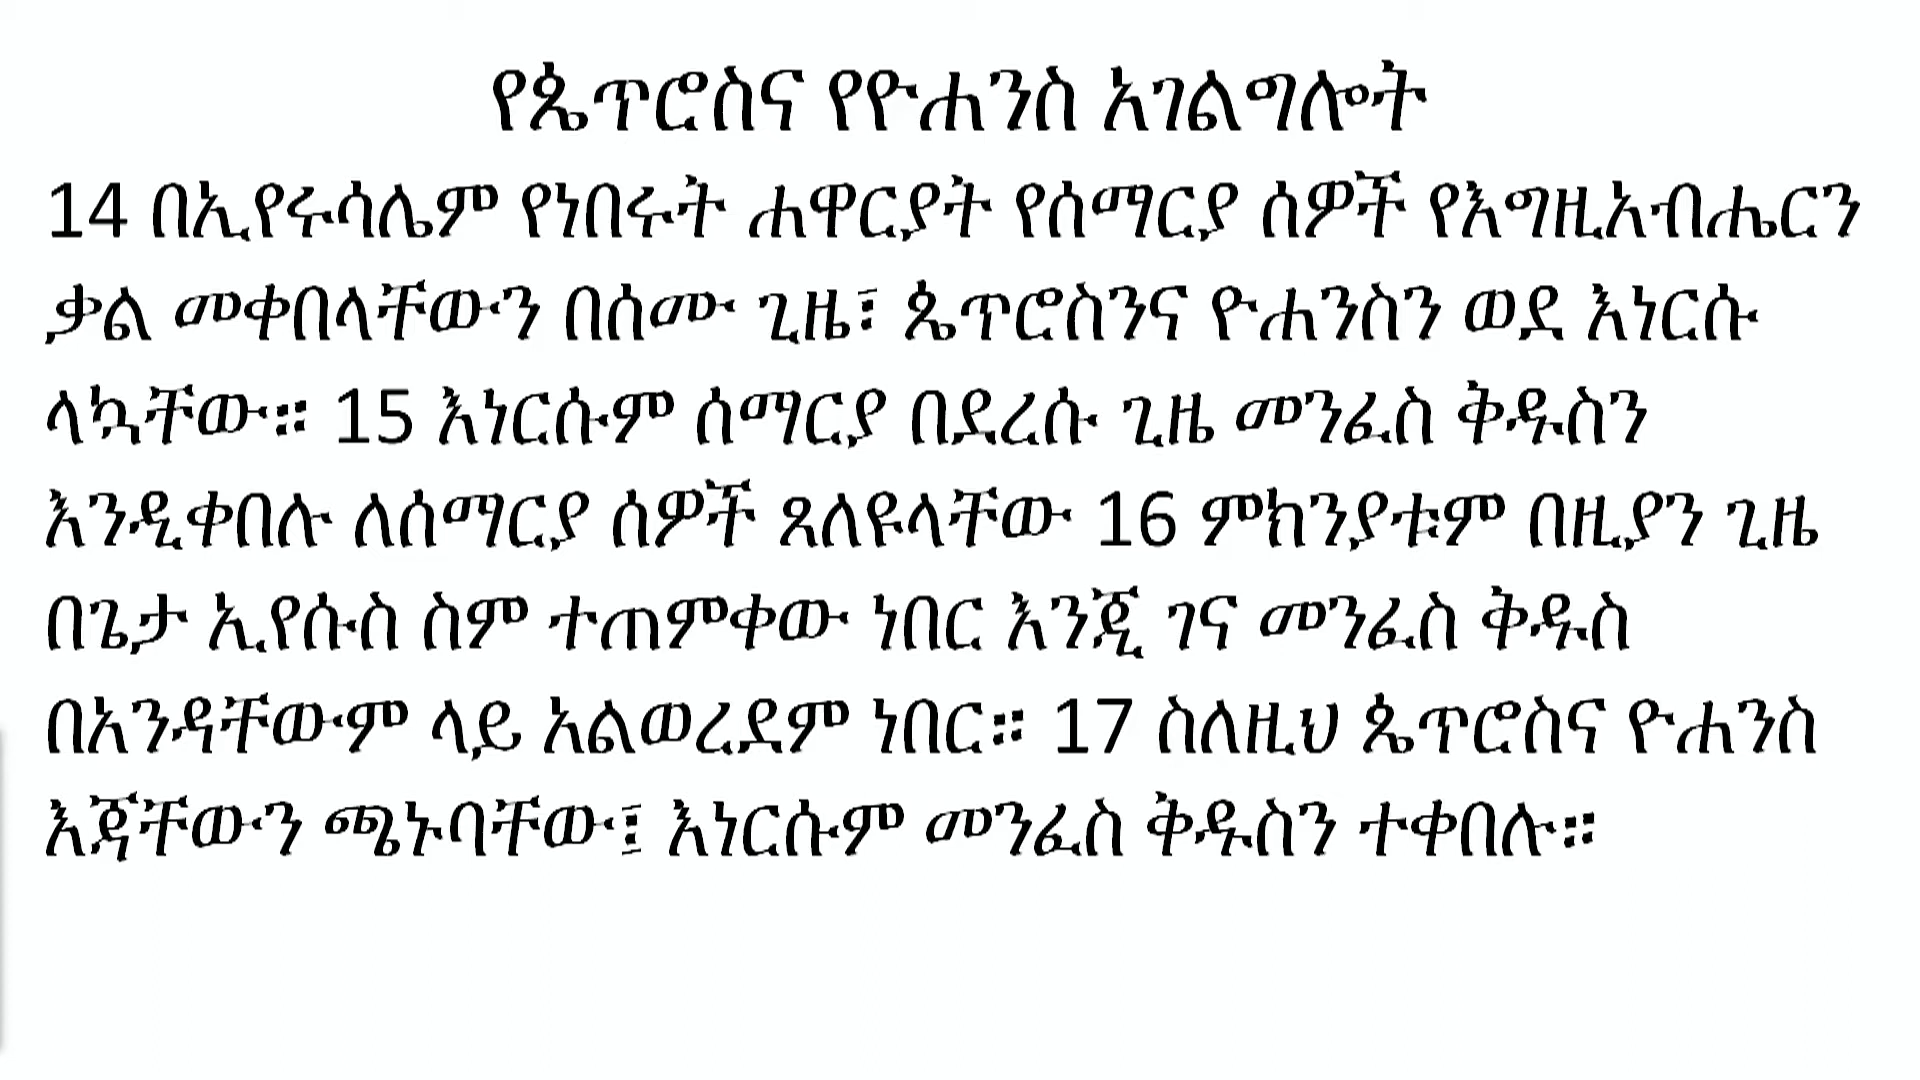 የጴጥሮስና የዮሐንስ አገልግሎት
14 በኢየሩሳሌም የነበሩት ሐዋርያት የሰማርያ ሰዎች የእግዚአብሔርን
ቃል መቀበላቸውን በሰሙ ጊዜ፣ ጴጥሮስንና ዮሐንስን ወደ እነርሱ
ላኳቸው። 15 እነርሱም ሰማርያ በደረሱ ጊዜ መንፈስ ቅዱስን
እንዲቀበሉ ለሰማርያ ሰዎች ጸለዩላቸው 16 ምክንያቱም በዚያን ጊዜ
በጌታ ኢየሱስ ስም ተጠምቀው ነበር እንጂ ገና መንፈስ ቅዱስ
በአንዳቸውም ላይ አልወረደም ነበር። 17 ስለዚህ ጴጥሮስና ዮሐንስ
እጃቸውን ጫኑባቸው፤ እነርሱም መንፈስ ቅዱስን ተቀበሉ።